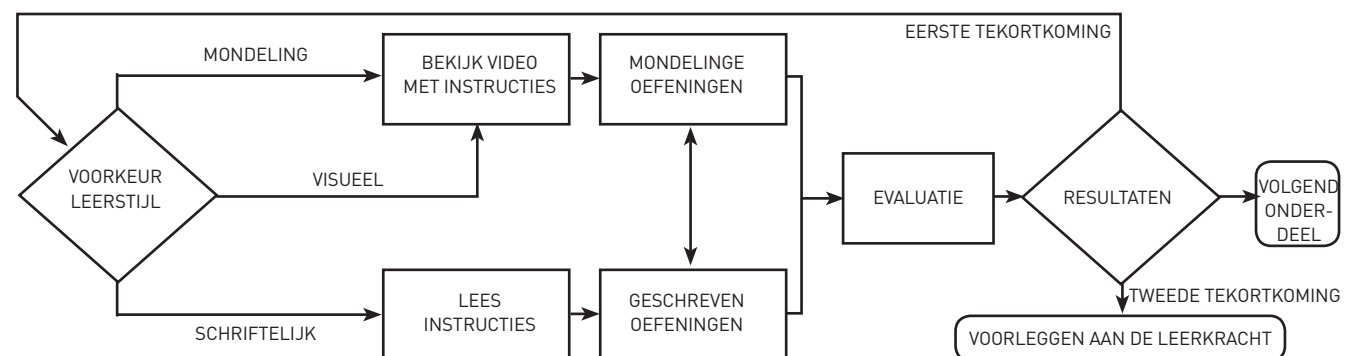 EERSTE TEKORTKOMING
MONDELING
BEKIJK VIDEO
MET INSTRUCTIES
MONDELINGE
OEFENINGEN
VOORKEUR
LEERSTIJL
VISUEEL
EVALUATIE
RESULTATEN
VOLGEND
ONDER-
DEEL
SCHRIFTELIJK
LEES
INSTRUCTIES
GESCHREVEN
OEFENINGEN
TWEEDE TEKORTKOMING
VOORLEGGEN AAN DE LEERKRACHT